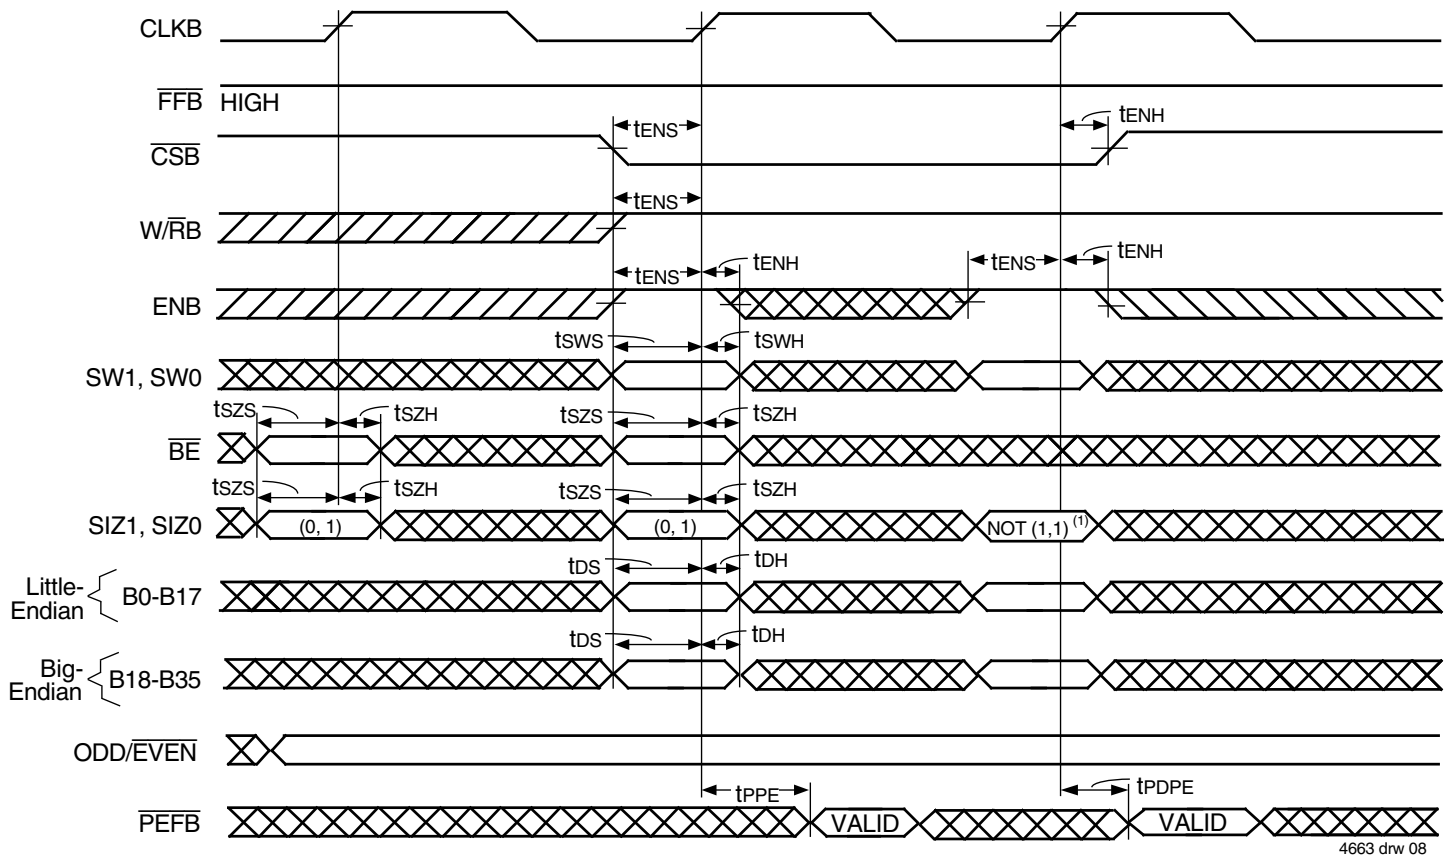 CLKB
FFB HIGH
tENS tENH
CSB
tENS
W/RB
tENS tENH tENS tENH
ENB
tSWS tSWH
SW1, SW0
tSZS tSZH tSZS tSZH
BE
tSZS tSZH tSZS tSZH
SIZ1, SIZ0 (0, 1) (0, 1) NOT (1,1) (1)
tDS tDH
Little-Endian B0-B17
tDS tDH
Big-Endian B18-B35
ODD/EVEN
tPPE tPDPE
PEFB VALID VALID
4663 drw 08